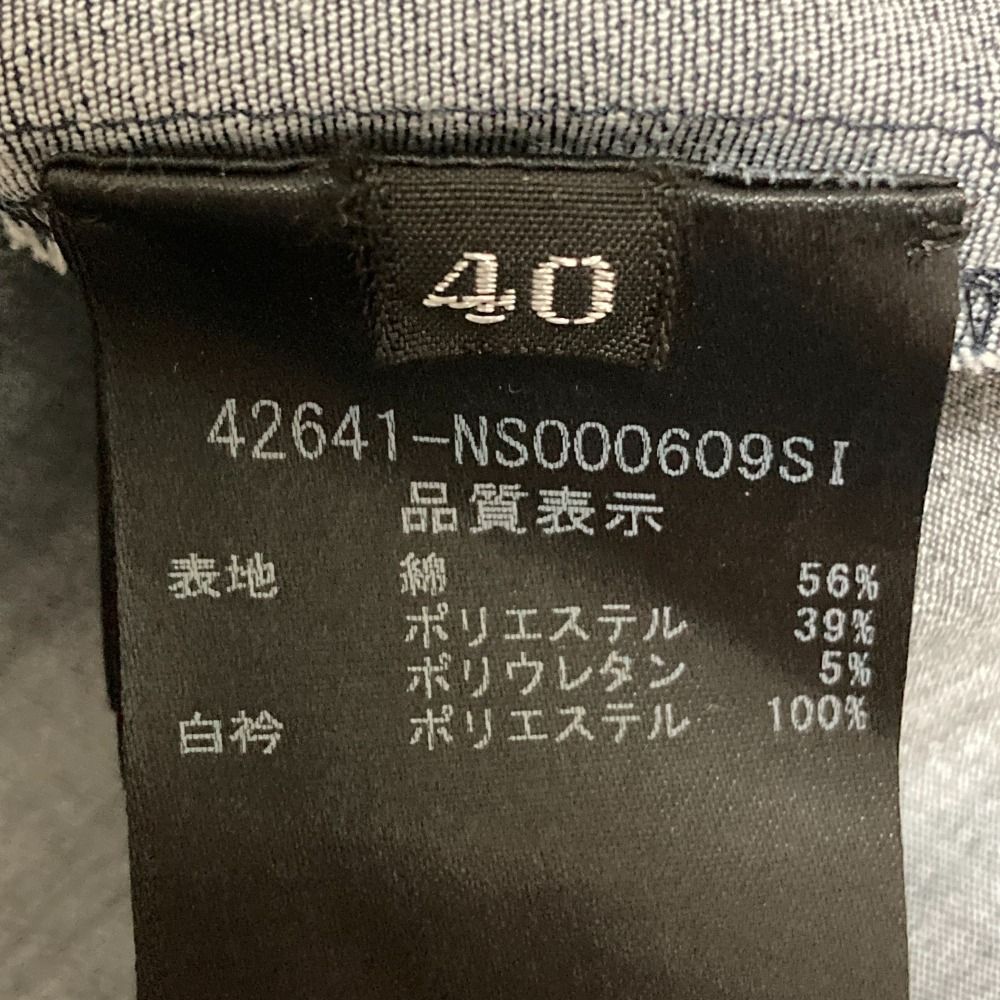 40
42641-NS000609SI
品質表示
表地 綿 56%
ポリエステル 39%
ポリウレタン 5%
白衿 ポリエステル 100%